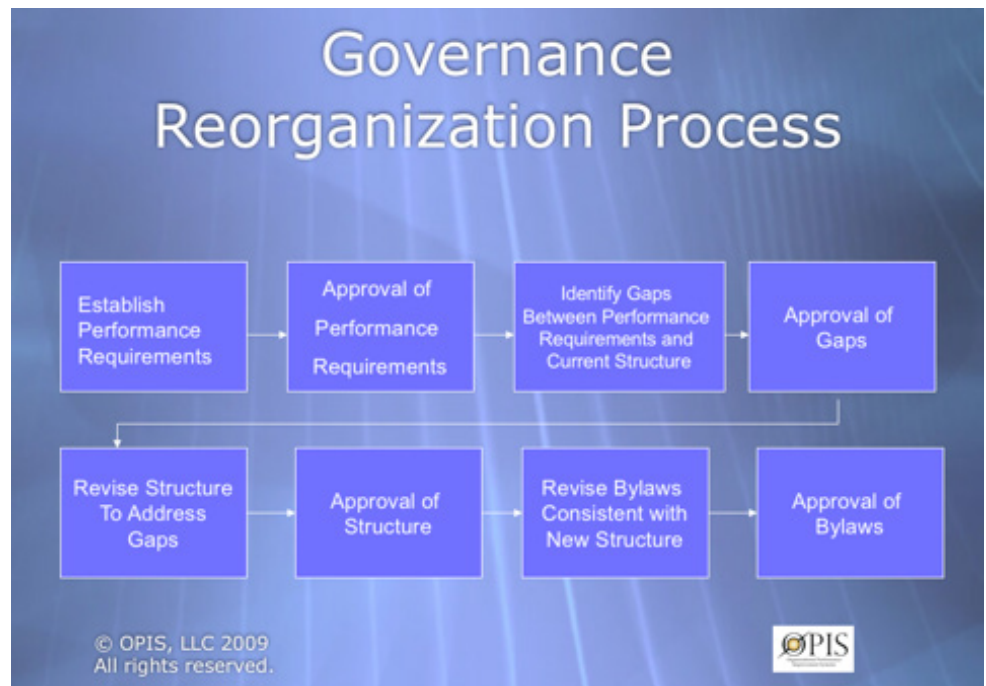 Governance
Reorganization Process
Establish
Performance
Requirements
Approval of
Performance
Requirements
Identify Gaps
Between Performance
Requirements and
Current Structure
Approval of
Gaps
Revise Structure
To Address
Gaps
Approval of
Structure
Revise Bylaws
Consistent with
New Structure
Approval of
Bylaws
© OPIS, LLC 2009
All rights reserved.
OPIS